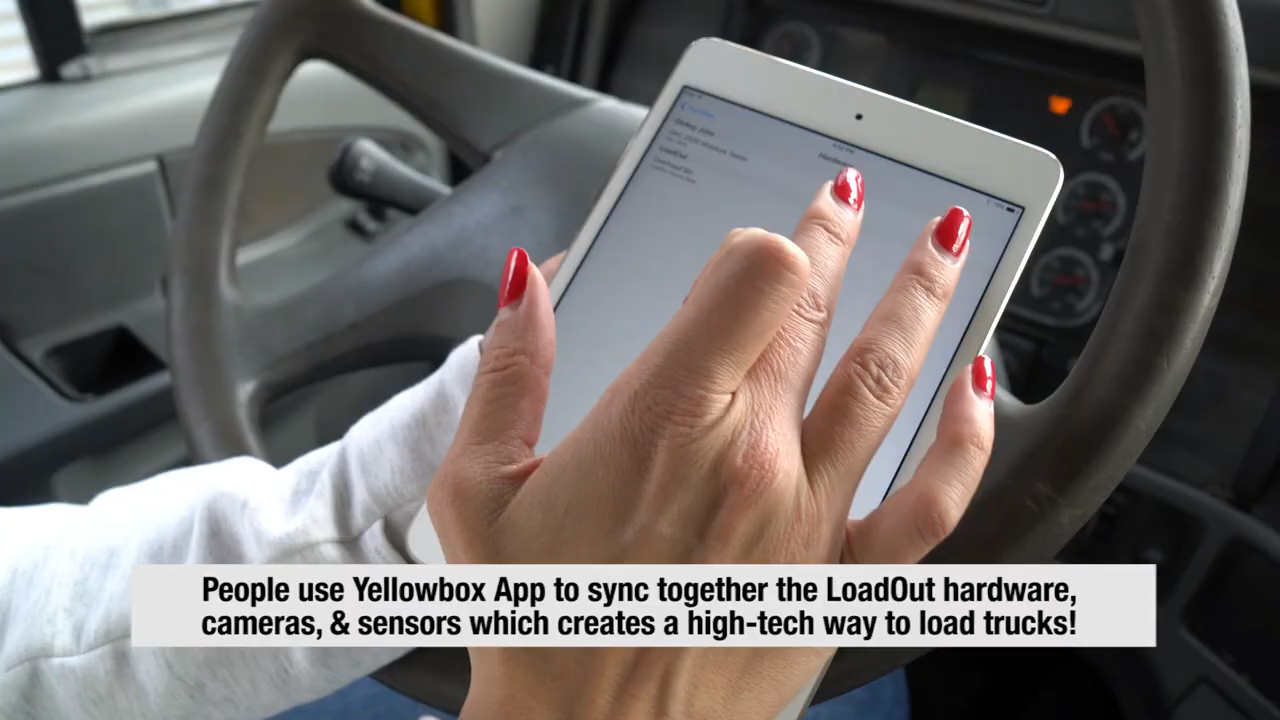 LoadOut
People use Yellowbox App to sync together the LoadOut hardware,
cameras, & sensors which creates a high-tech way to load trucks!